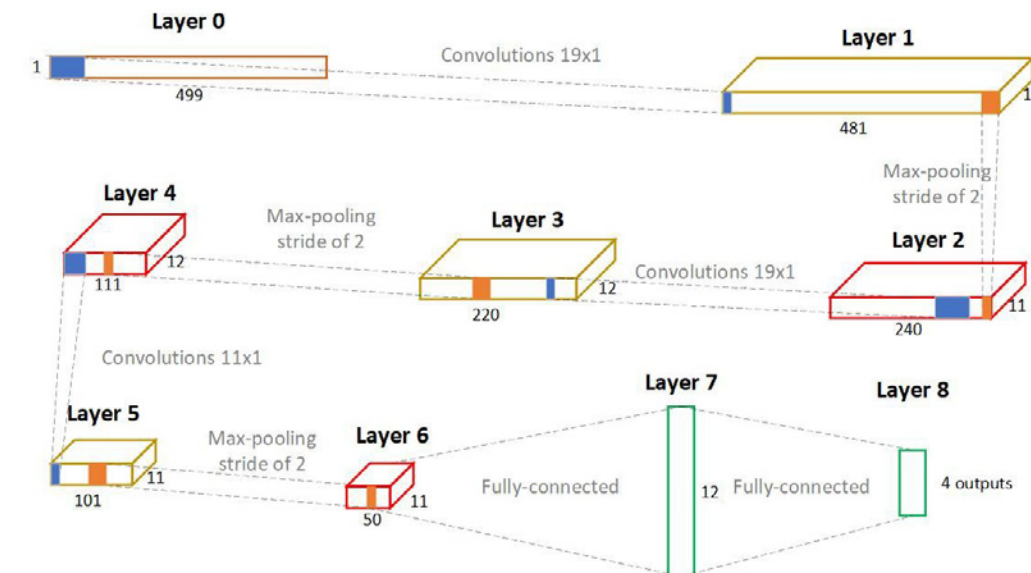 Layer 0
Convolutions 19x1
Layer 1
1
499
481
Max-pooling
stride of 2
Layer 4
Max-pooling
stride of 2
Layer 3
Layer 2
12
111
Convolutions 19x1
12
220
11
240
Convolutions 11x1
Layer 5
Max-pooling
stride of 2
Layer 6
Layer 7
Layer 8
11
101
11
50
Fully-connected
12
Fully-connected
4 outputs